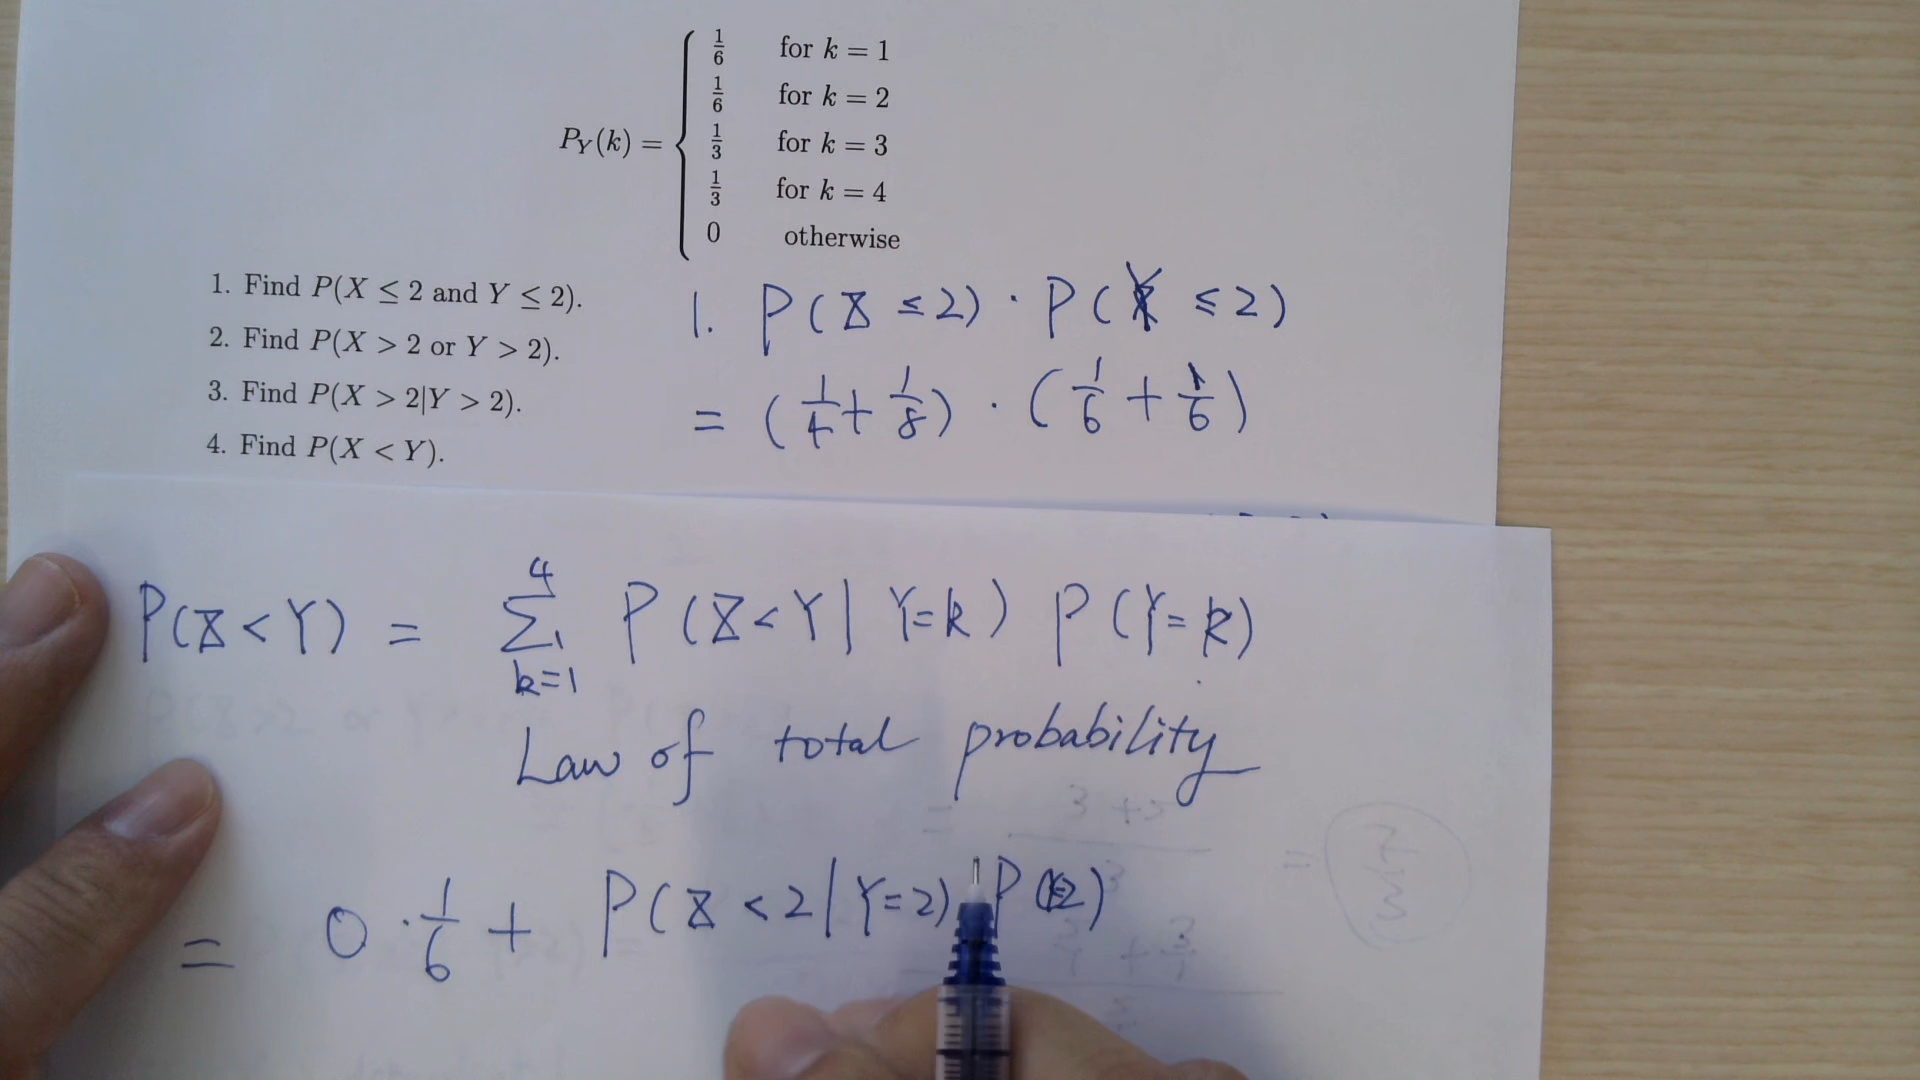 P_Y(k) = { 1/6 for k = 1
1/6 for k = 2
1/3 for k = 3
1/3 for k = 4
0 otherwise
1. Find P(X ≤ 2 and Y ≤ 2).
2. Find P(X > 2 or Y > 2).
3. Find P(X > 2|Y > 2).
4. Find P(X < Y).
1. P(X ≤ 2) · P(Y ≤ 2)
= (1/4 + 1/8) · (1/6 + 1/6)
P(X < Y) = Σ_{k=1}^{4} P(X < Y | Y = k) P(Y = k)
Law of total probability
= 0 · 1/6 + P(X < 2 | Y = 2) P(Y=2)